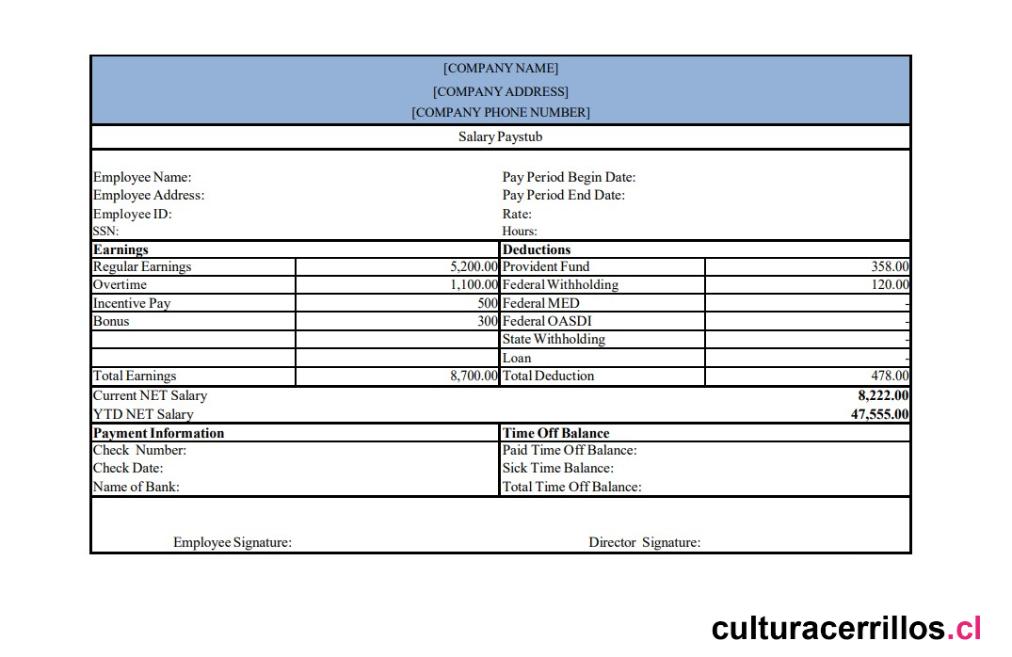 [COMPANY NAME]
[COMPANY ADDRESS]
[COMPANY PHONE NUMBER]
Salary Paystub
Employee Name: Pay Period Begin Date:
Employee Address: Pay Period End Date:
Employee ID: Rate:
SSN: Hours:
Earnings Deductions
Regular Earnings 5,200.00 Provident Fund 358.00
Overtime 1,100.00 Federal Withholding 120.00
Incentive Pay 500 Federal MED -
Bonus 300 Federal OASDI -
State Withholding -
Loan -
Total Earnings 8,700.00 Total Deduction 478.00
Current NET Salary 8,222.00
YTD NET Salary 47,555.00
Payment Information Time Off Balance
Check Number: Paid Time Off Balance:
Check Date: Sick Time Balance:
Name of Bank: Total Time Off Balance:
Employee Signature: Director Signature:
culturacerrillos.cl